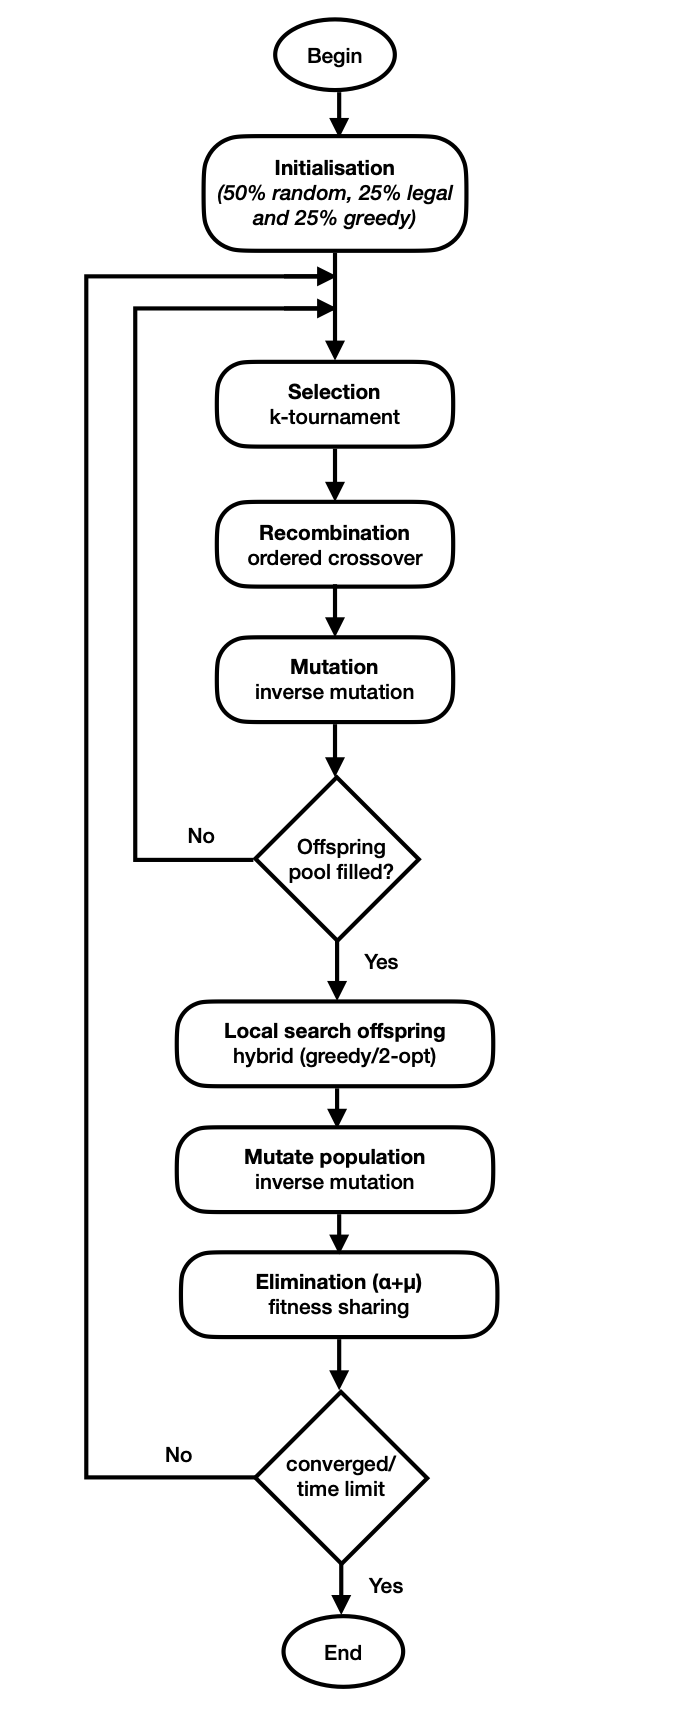 Begin
Initialisation
(50% random, 25% legal
and 25% greedy)
Selection
k-tournament
Recombination
ordered crossover
Mutation
inverse mutation
No
Offspring
pool filled?
Yes
Local search offspring
hybrid (greedy/2-opt)
Mutate population
inverse mutation
Elimination (α+μ)
fitness sharing
No
converged/
time limit
Yes
End